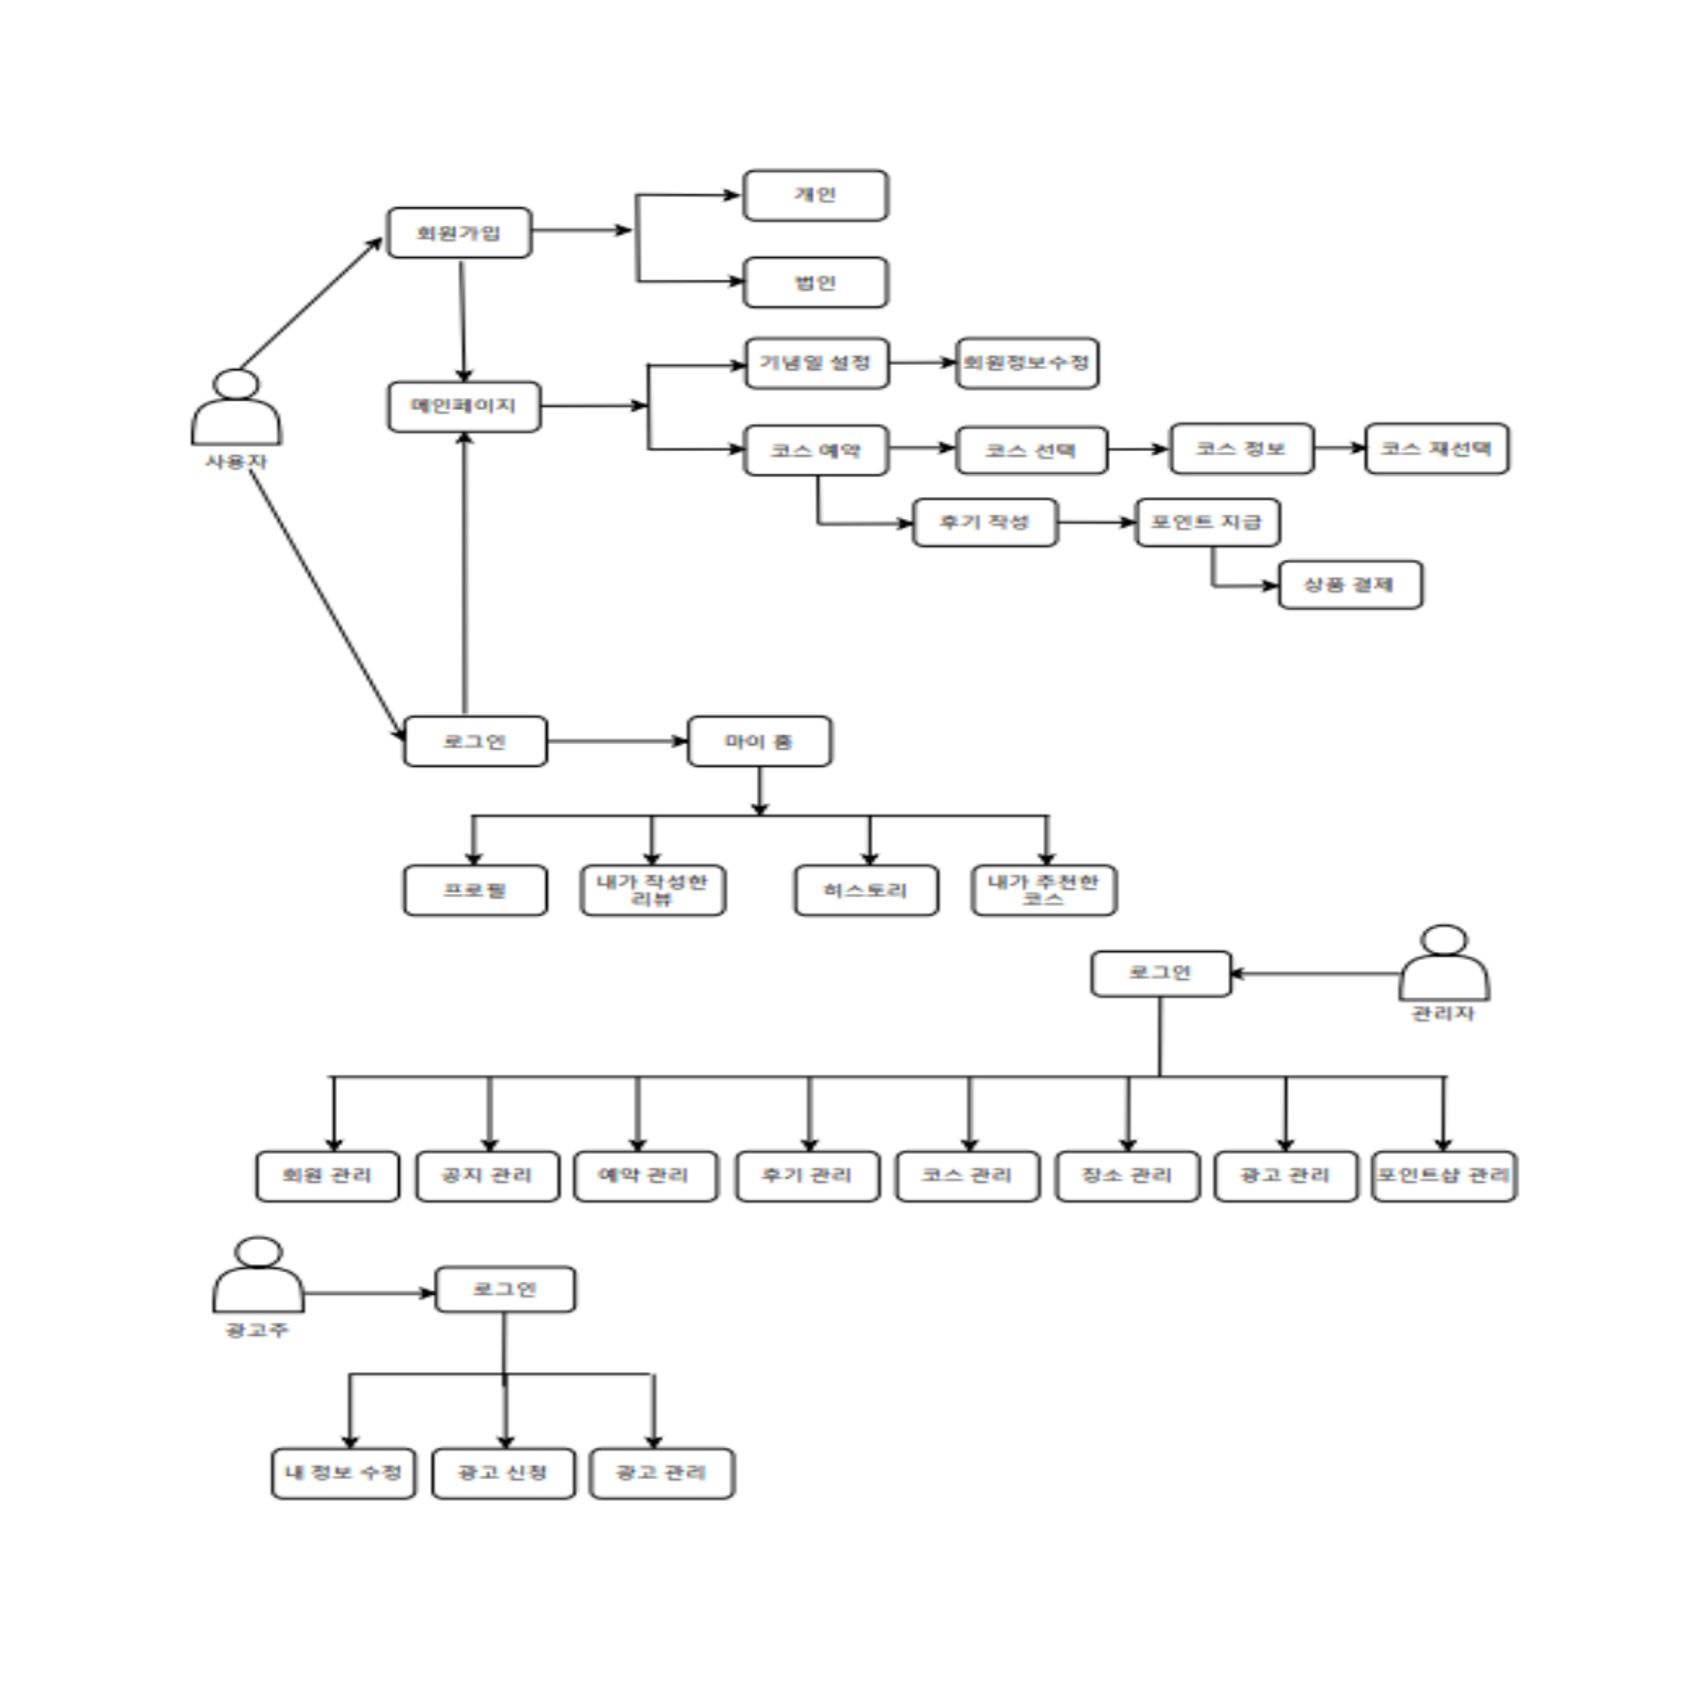 개인
회원가입
법인
기념일 설정
회원정보수정
메인페이지
코스 예약
코스 선택
코스 정보
코스 재선택
사용자
후기 작성
포인트 지급
상품 결제
로그인
마이 홈
프로필
내가 작성한
리뷰
히스토리
내가 추천한
코스
로그인
관리자
회원 관리
공지 관리
예약 관리
후기 관리
코스 관리
장소 관리
광고 관리
포인트샵 관리
로그인
광고주
내 정보 수정
광고 신청
광고 관리